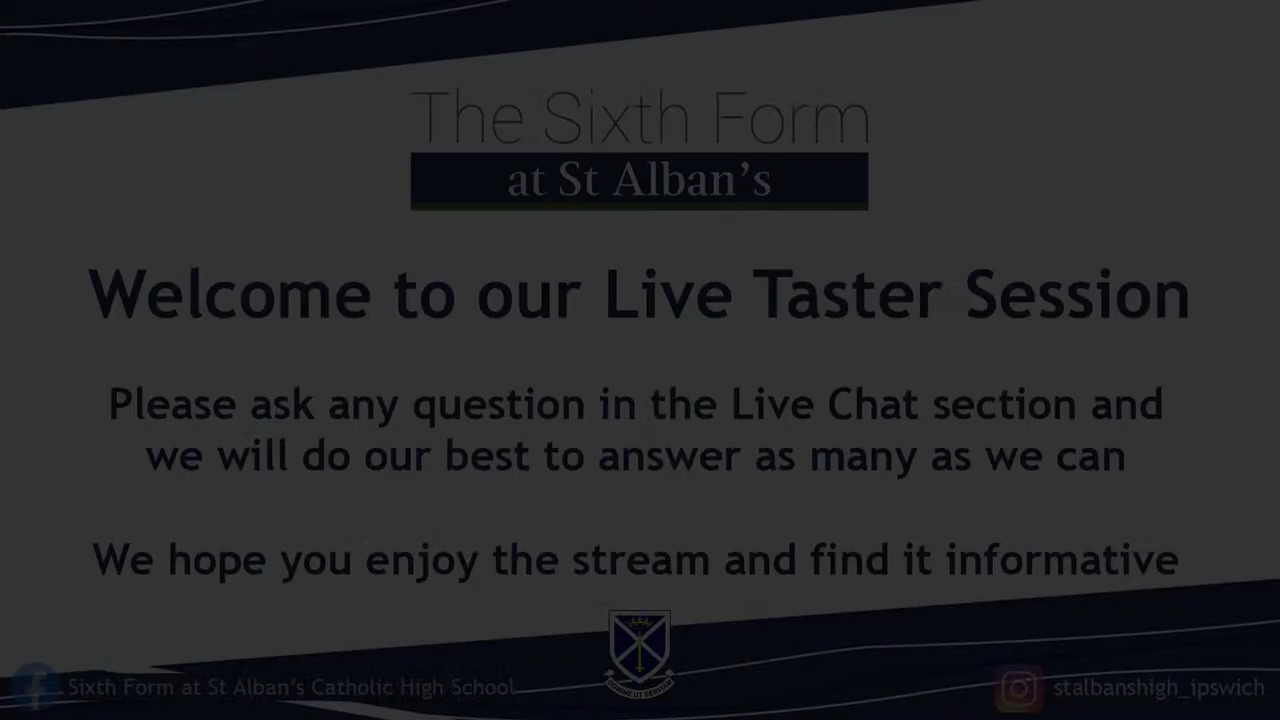 The Sixth Form
at St Alban's
Welcome to our Live Taster Session
Please ask any question in the Live Chat section and
we will do our best to answer as many as we can
We hope you enjoy the stream and find it informative
Sixth Form at St Alban's Catholic High School
stalbanshigh_ipswich